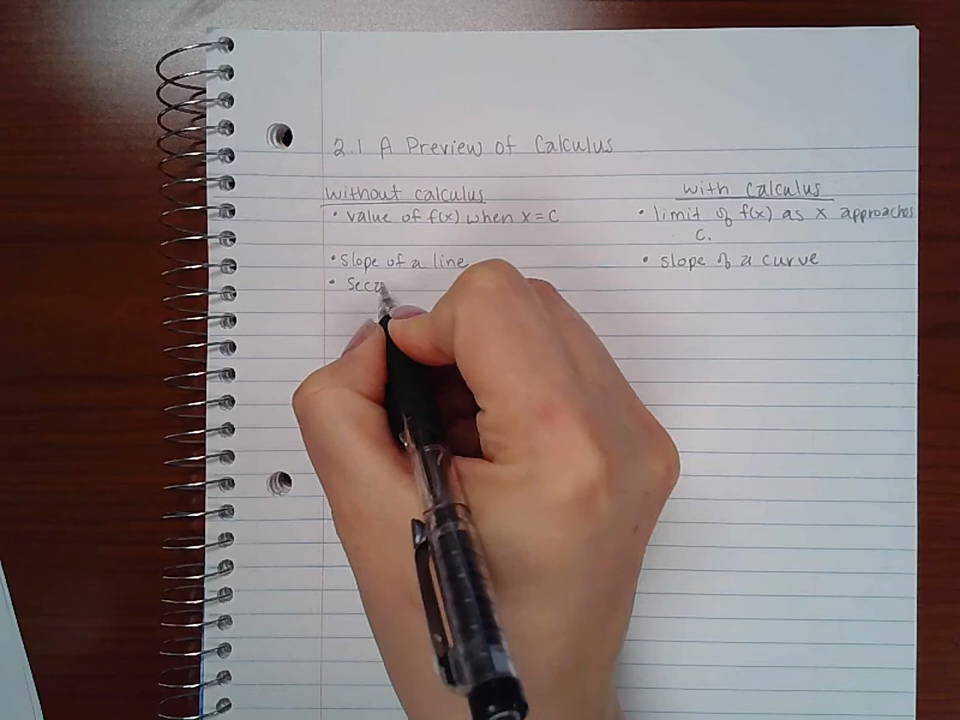 2.1 A Preview of Calculus
without calculus
• value of f(x) when x = c
• slope of a line
• Seca
with Calculus
• limit of f(x) as x approaches
c.
• slope of a curve